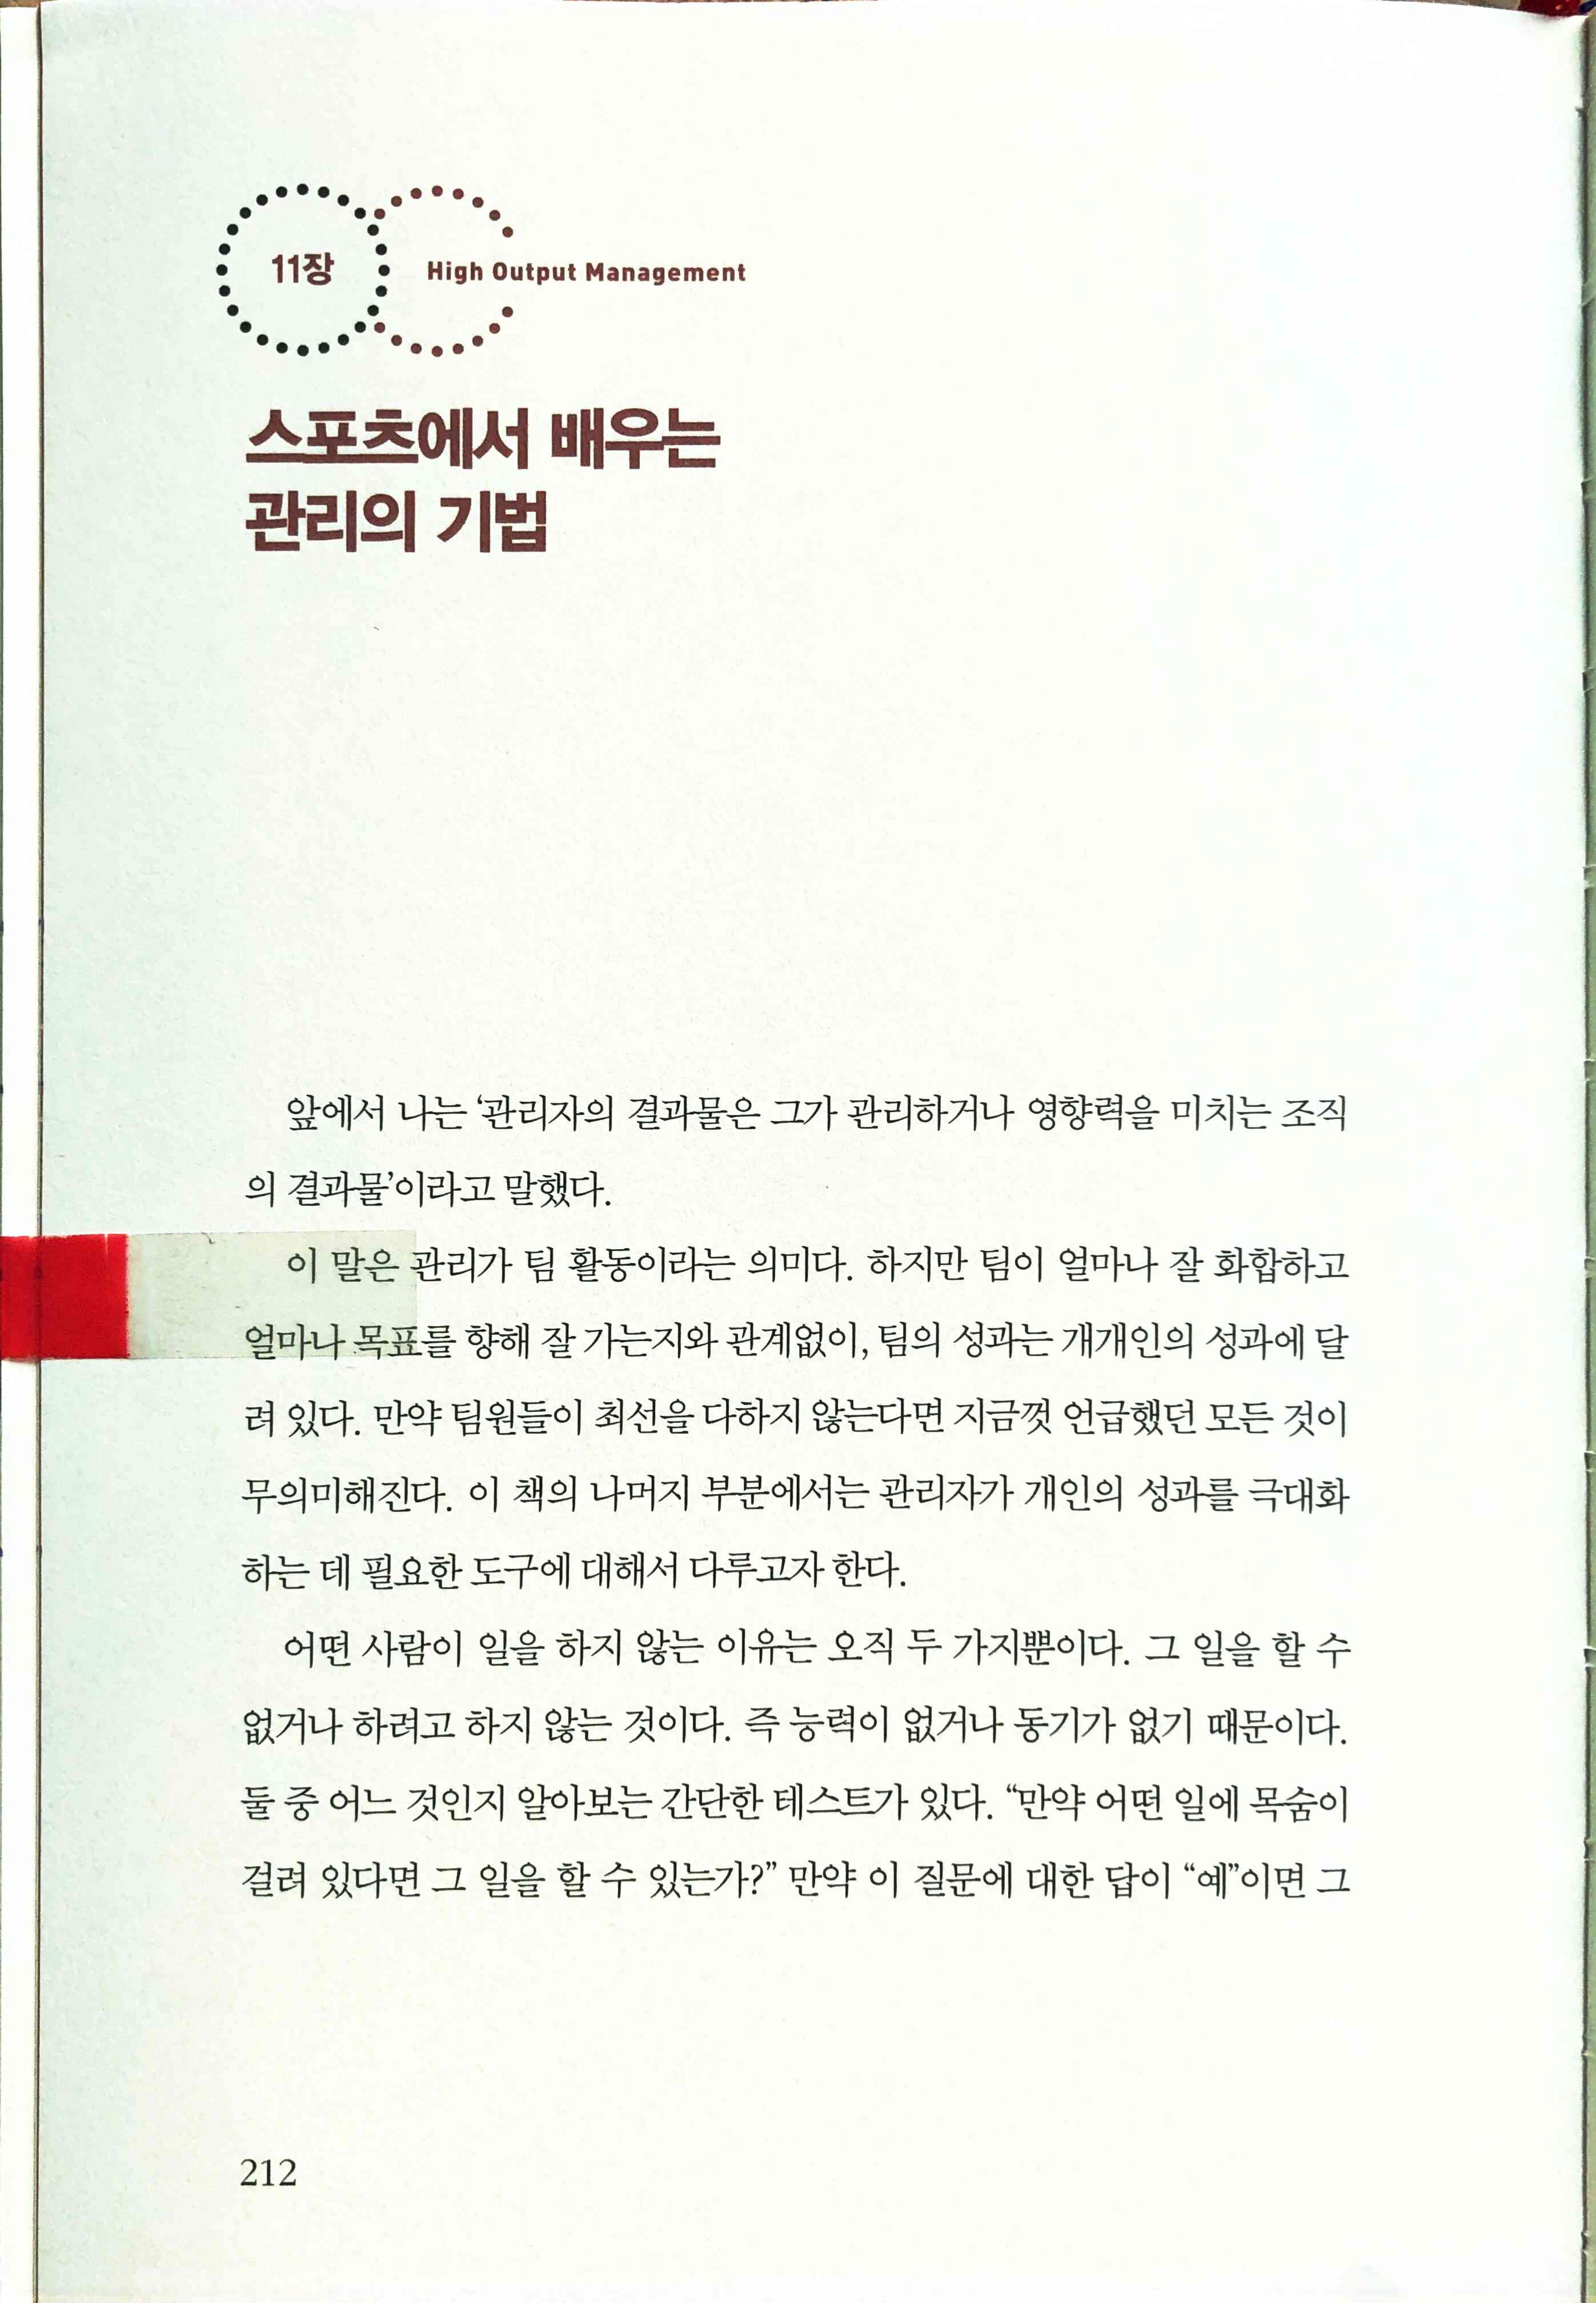 11장
High Output Management
스포츠에서 배우는
관리의 기법
앞에서 나는 ‘관리자의 결과물은 그가 관리하거나 영향력을 미치는 조직
의 결과물’이라고 말했다.
이 말은 관리가 팀 활동이라는 의미다. 하지만 팀이 얼마나 잘 화합하고
얼마나 목표를 향해 잘 가는지와 관계없이, 팀의 성과는 개개인의 성과에 달
려 있다. 만약 팀원들이 최선을 다하지 않는다면 지금껏 언급했던 모든 것이
무의미해진다. 이 책의 나머지 부분에서는 관리자가 개인의 성과를 극대화
하는 데 필요한 도구에 대해서 다루고자 한다.
어떤 사람이 일을 하지 않는 이유는 오직 두 가지뿐이다. 그 일을 할 수
없거나 하려고 하지 않는 것이다. 즉 능력이 없거나 동기가 없기 때문이다.
둘 중 어느 것인지 알아보는 간단한 테스트가 있다. “만약 어떤 일에 목숨이
걸려 있다면 그 일을 할 수 있는가?” 만약 이 질문에 대한 답이 “예”이면 그
212